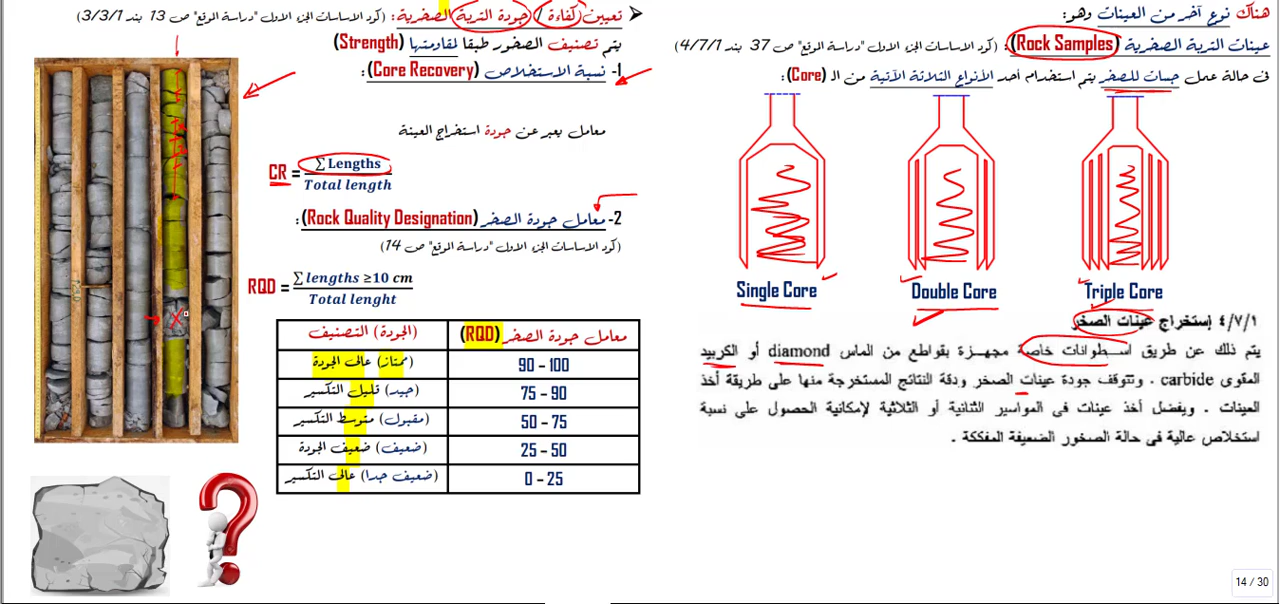 هناك نوع آخر من العينات وهو:
عينات التربة الصخرية (Rock Samples): (كود الاساسات الجزء الاول "دراسة الموقع" ص 37 بند 4/7/1)
فى حالة عمل جسات للصخر يتم استخدام أحد الأنواع الثلاثة الآتية من الـ (Core):
Single Core
Double Core
Triple Core
٤/٧/١ إستخراج عينات الصخر
يتم ذلك عن طريق اسطوانات خاصة مجهزة بقواطع من الماس diamond أو الكربيد
المقوى carbide . وتتوقف جودة عينات الصخر ودقة النتائج المستخرجة منها على طريقة أخذ
العينات . ويفضل أخذ عينات فى المواسير الثنائية أو الثلاثية لإمكانية الحصول على نسبة
استخلاص عالية فى حالة الصخور الضعيفة المفككة .
تعيين (كفاءة / جودة التربة الصخرية: (كود الاساسات الجزء الاول "دراسة الموقع" ص 13 بند 3/3/1)
يتم تصنيف الصخور طبقا لمقاومتها (Strength)
1- نسبة الاستخلاص (Core Recovery):
معامل يعبر عن جودة استخراج العينة
CR = ∑ Lengths / Total length
2- معامل جودة الصخر (Rock Quality Designation):
(كود الاساسات الجزء الاول "دراسة الموقع" ص 14)
RQD = ∑ lengths ≥10 cm / Total lenght
معامل جودة الصخر (RQD) (الجودة) التصنيف
90 – 100 (ممتاز) عالى الجودة
75 – 90 (جيد) قليل التكسير
50 – 75 (مقبول) متوسط التكسير
25 – 50 (ضعيف) ضعيف الجودة
0 – 25 (ضعيف جدا) عالى التكسير
14 / 30